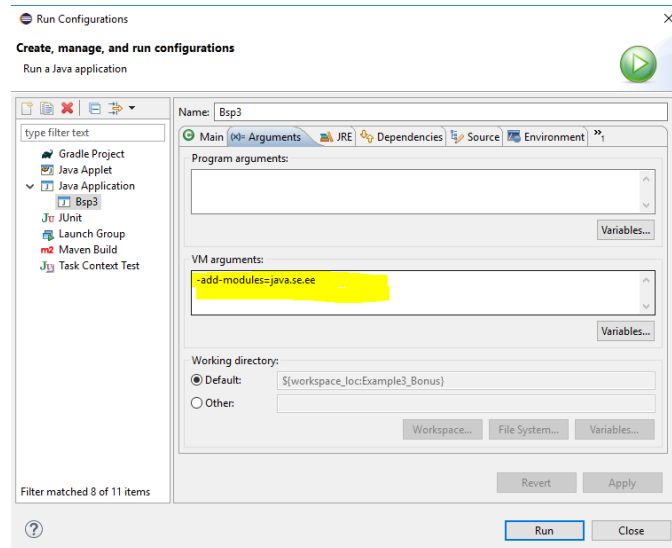 Run Configurations
Create, manage, and run configurations
Run a Java application
type filter text
Gradle Project
Java Applet
Java Application
Bsp3
JUnit
Launch Group
Maven Build
Task Context Test
Filter matched 8 of 11 items
Name: Bsp3
Main (x)= Arguments JRE Dependencies Source Environment »1
Program arguments:
Variables...
VM arguments:
-add-modules=java.se.ee
Variables...
Working directory:
Default: ${workspace_loc:Example3_Bonus}
Other:
Workspace... File System... Variables...
Revert Apply
Run Close